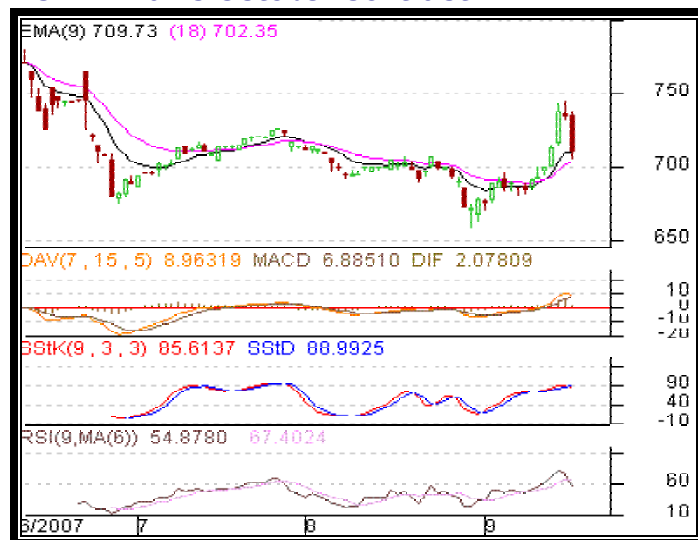 EMA(9) 709.73 (18) 702.35
750
700
650
DAV(7 , 15 , 5) 8.96319 MACD 6.88510 DIF 2.07809
10
0
-10
-20
SStK(9 , 3 , 3) 85.6137 SStD 88.9925
90
40
-10
RSI(9,MA(6)) 54.8780 67.4024
60
10
6/2007 7 8 9